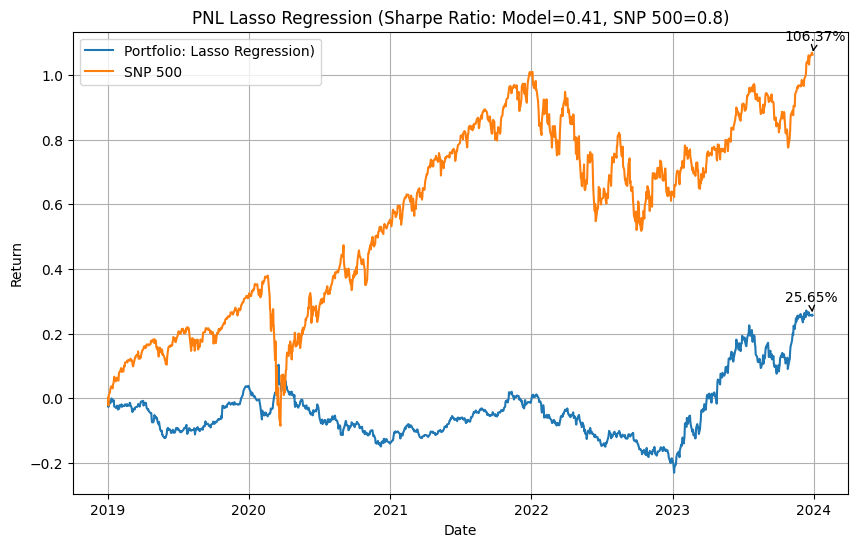 PNL Lasso Regression (Sharpe Ratio: Model=0.41, SNP 500=0.8)
106.37%
Portfolio: Lasso Regression)
SNP 500
1.0
0.8
0.6
0.4
25.65%
0.2
0.0
−0.2
Return
2019 2020 2021 2022 2023 2024
Date